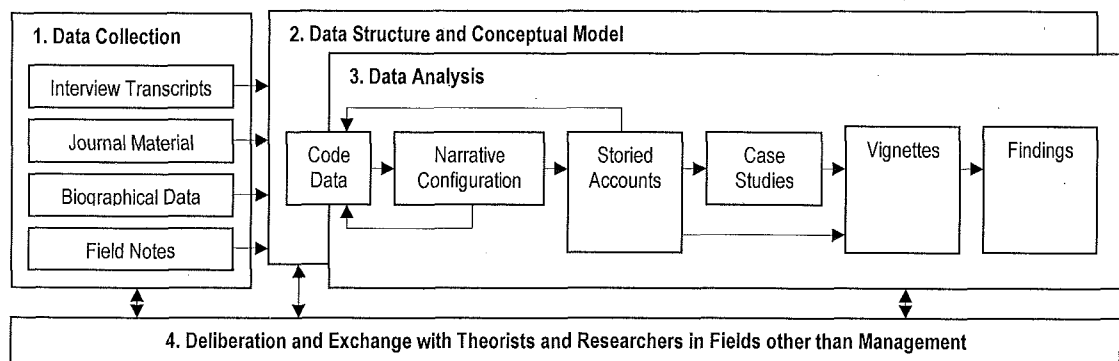 1. Data Collection
Interview Transcripts
Journal Material
Biographical Data
Field Notes
2. Data Structure and Conceptual Model
3. Data Analysis
Code
Data
Narrative
Configuration
Storied
Accounts
Case
Studies
Vignettes
Findings
4. Deliberation and Exchange with Theorists and Researchers in Fields other than Management